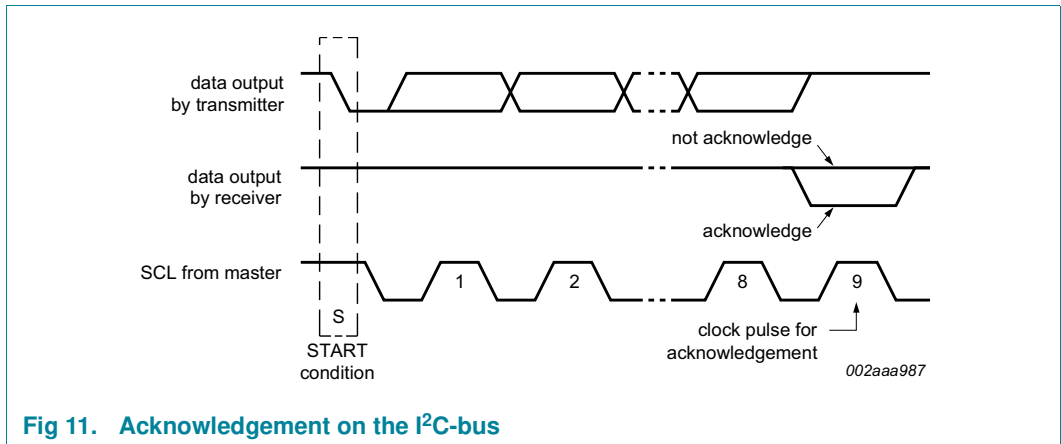 data output
by transmitter
not acknowledge
data output
by receiver
acknowledge
SCL from master
1
2
8
9
S
START
condition
clock pulse for
acknowledgement
002aaa987
Fig 11. Acknowledgement on the I²C-bus